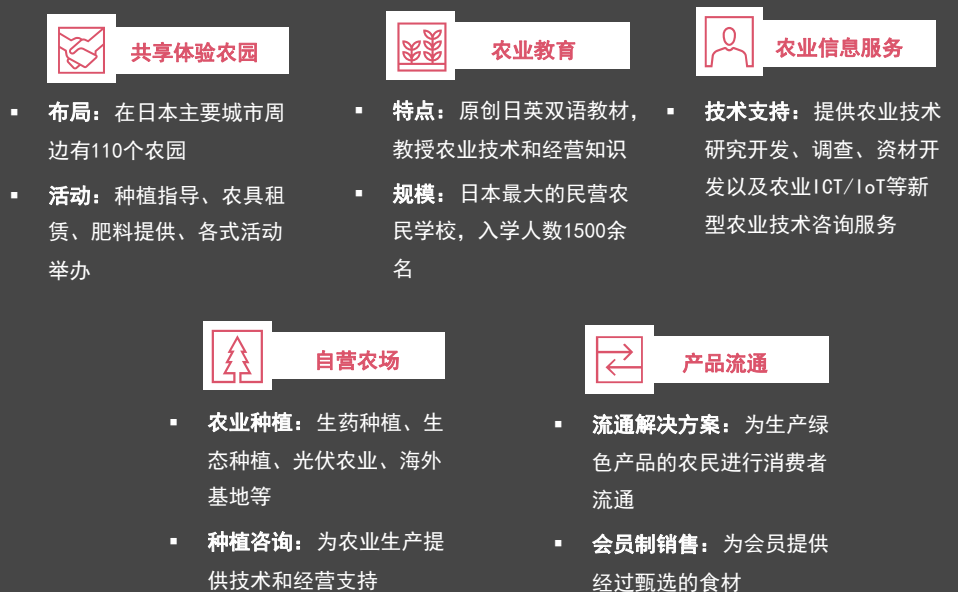 共享体验农园
▪ 布局：在日本主要城市周
边有110个农园
▪ 活动：种植指导、农具租
赁、肥料提供、各式活动
举办
农业教育
▪ 特点：原创日英双语教材，
教授农业技术和经营知识
▪ 规模：日本最大的民营农
民学校，入学人数1500余
名
农业信息服务
▪ 技术支持：提供农业技术
研究开发、调查、资材开
发以及农业ICT/IoT等新
型农业技术咨询服务
自营农场
▪ 农业种植：生药种植、生
态种植、光伏农业、海外
基地等
▪ 种植咨询：为农业生产提
供技术和经营支持
产品流通
▪ 流通解决方案：为生产绿
色产品的农民进行消费者
流通
▪ 会员制销售：为会员提供
经过甄选的食材